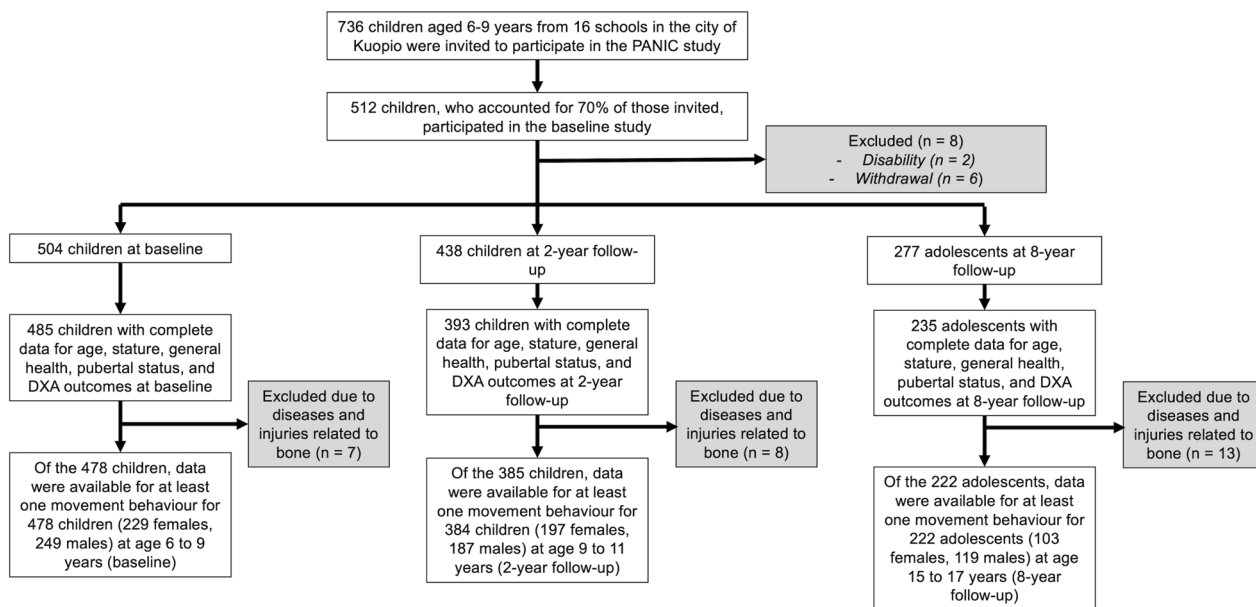 736 children aged 6-9 years from 16 schools in the city of
Kuopio were invited to participate in the PANIC study
512 children, who accounted for 70% of those invited,
participated in the baseline study
Excluded (n = 8)
- Disability (n = 2)
- Withdrawal (n = 6)
504 children at baseline
438 children at 2-year follow-
up
277 adolescents at 8-year
follow-up
485 children with complete
data for age, stature, general
health, pubertal status, and
DXA outcomes at baseline
393 children with complete
data for age, stature, general
health, pubertal status, and
DXA outcomes at 2-year
follow-up
235 adolescents with
complete data for age,
stature, general health,
pubertal status, and DXA
outcomes at 8-year follow-up
Excluded due to
diseases and
injuries related to
bone (n = 7)
Excluded due to
diseases and
injuries related to
bone (n = 8)
Excluded due to
diseases and
injuries related to
bone (n = 13)
Of the 478 children, data
were available for at least
one movement behaviour for
478 children (229 females,
249 males) at age 6 to 9
years (baseline)
Of the 385 children, data
were available for at least
one movement behaviour for
384 children (197 females,
187 males) at age 9 to 11
years (2-year follow-up)
Of the 222 adolescents, data
were available for at least
one movement behaviour for
222 adolescents (103
females, 119 males) at age
15 to 17 years (8-year
follow-up)